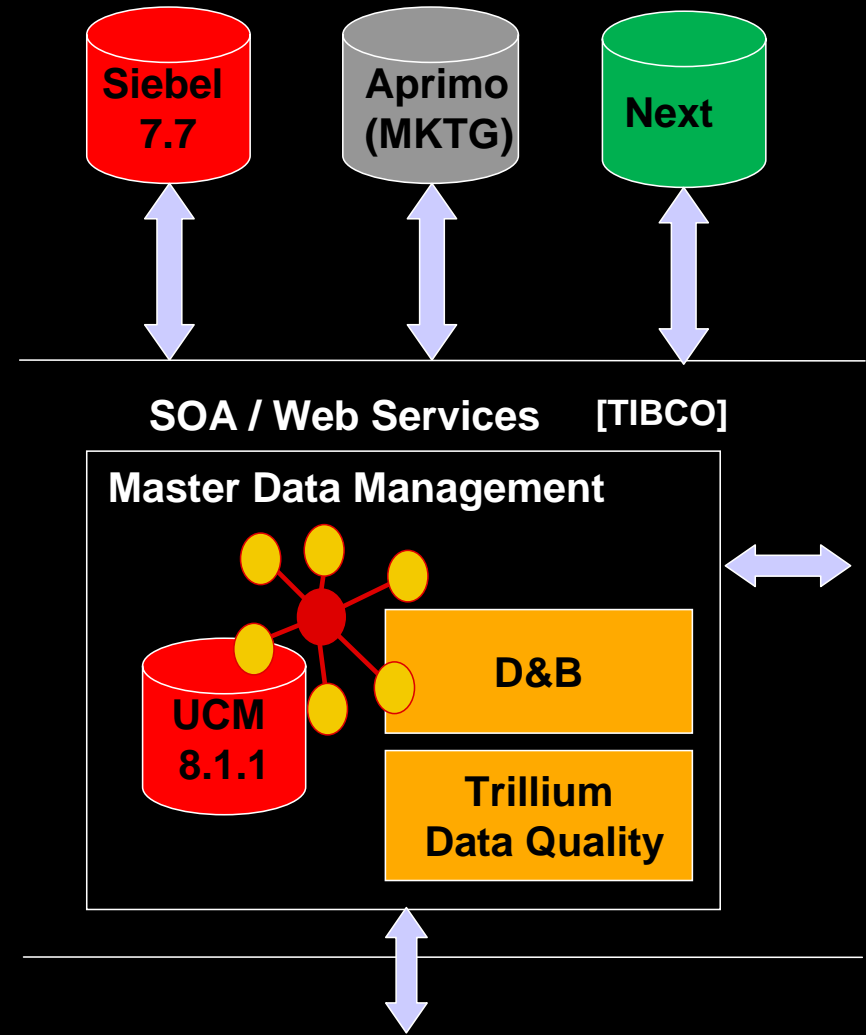 Siebel
7.7
Aprimo
(MKTG)
Next
SOA / Web Services [TIBCO]
Master Data Management
UCM
8.1.1
D&B
Trillium
Data Quality